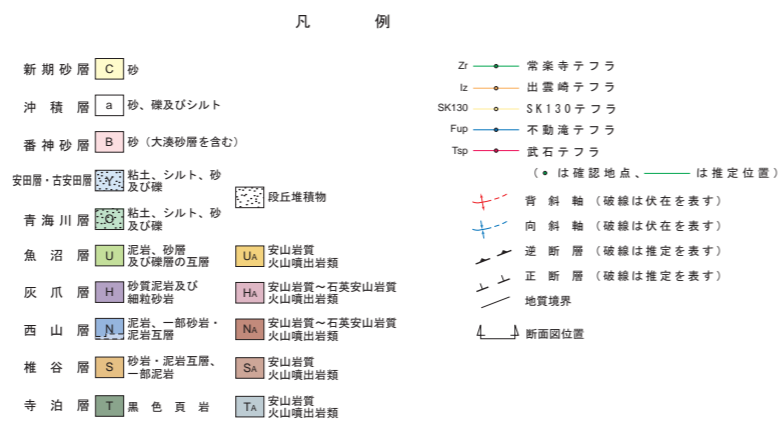 凡 例
新期砂層 C 砂
沖積層 a 砂、礫及びシルト
番神砂層 B 砂（大湊砂層を含む）
安田層・古安田層 Y 粘土、シルト、砂
及び礫
段丘堆積物
青海川層 O 粘土、シルト、砂
及び礫
魚沼層 U 泥岩、砂層
及び礫層の互層
UA 安山岩質
火山噴出岩類
灰爪層 H 砂質泥岩及び
細粒砂岩
HA 安山岩質～石英安山岩質
火山噴出岩類
西山層 N 泥岩、一部砂岩・
泥岩互層
NA 安山岩質～石英安山岩質
火山噴出岩類
椎谷層 S 砂岩・泥岩互層、
一部泥岩
SA 安山岩質
火山噴出岩類
寺泊層 T 黒色頁岩
TA 安山岩質
火山噴出岩類
Zr 常楽寺テフラ
Iz 出雲崎テフラ
SK130 SK130テフラ
Fup 不動滝テフラ
Tsp 武石テフラ
（ は確認地点、 は推定位置）
背斜軸（破線は伏在を表す）
向斜軸（破線は伏在を表す）
逆断層（破線は推定を表す）
正断層（破線は推定を表す）
地質境界
断面図位置